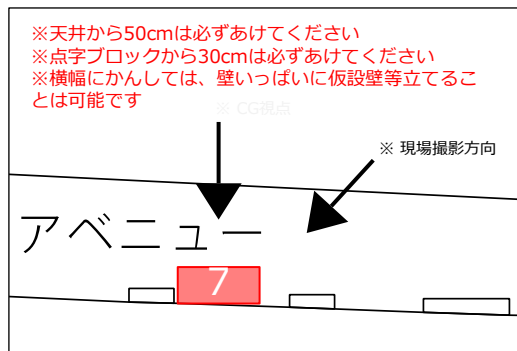 ※天井から50cmは必ずあけてください
※点字ブロックから30cmは必ずあけてください
※横幅にかんしては、壁いっぱいに仮設壁等立てるこ
とは可能です
※ CG視点
※ 現場撮影方向
アベニュー
7